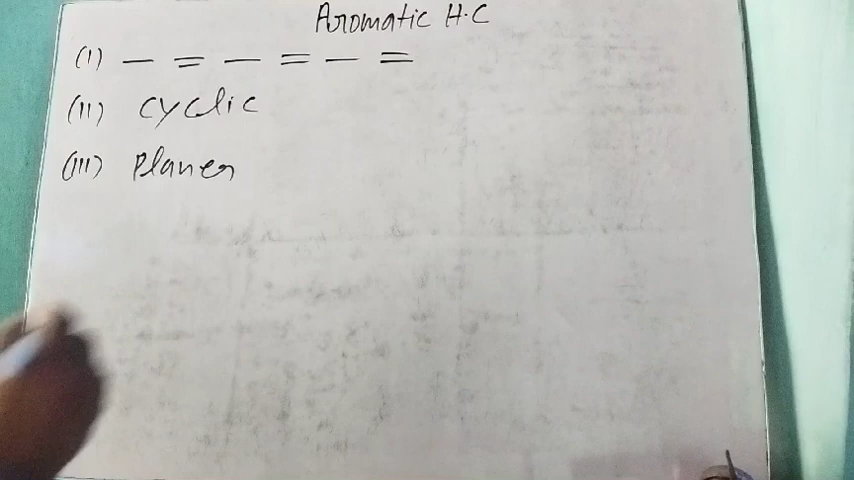 Aromatic H.C
(I) — = — = — =
(II) cyclic
(III) Planer